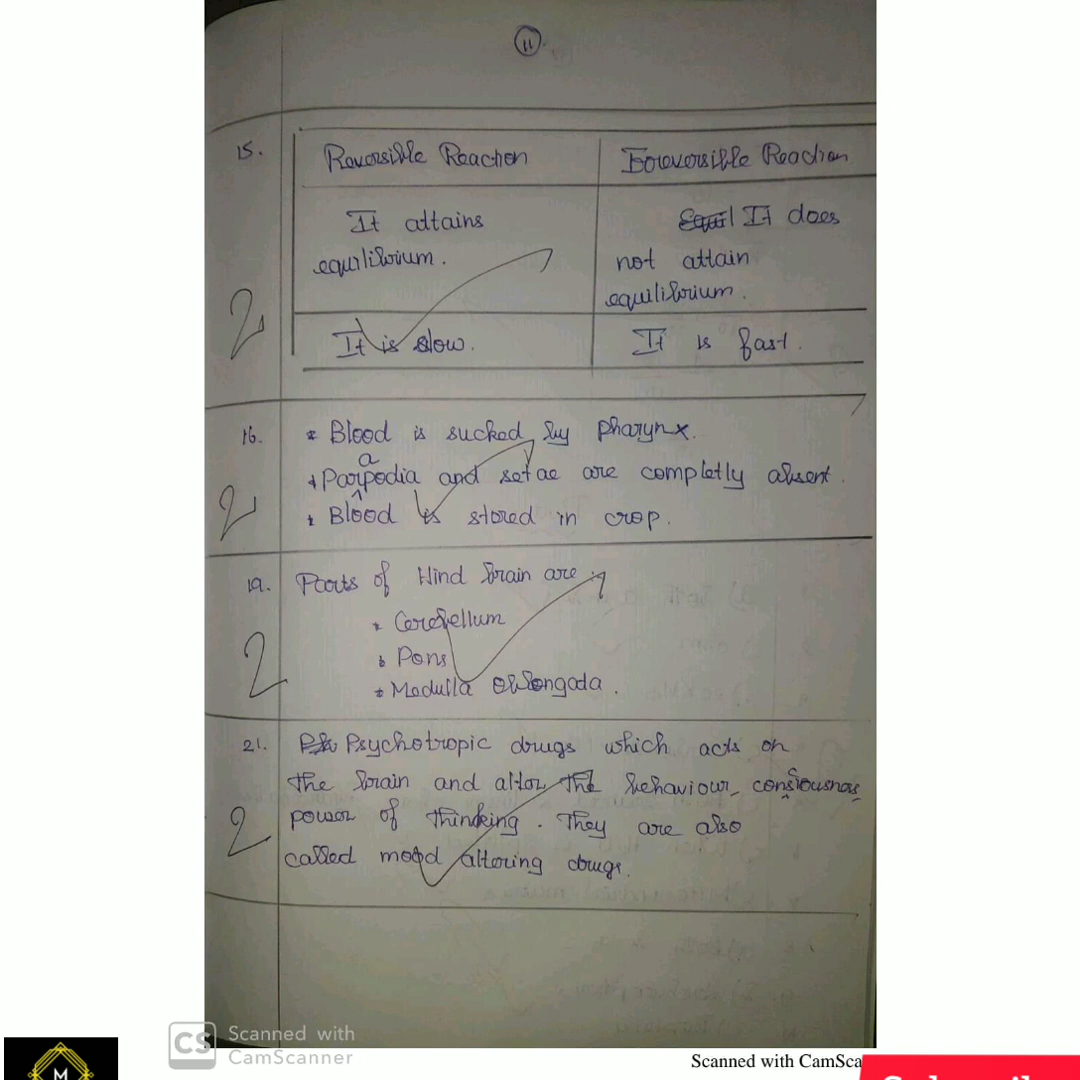 11
15.
Reversible Reaction Irreversible Reaction
It attains
equilibrium.
It does
not attain
equilibrium.
It is slow. It is fast.
2
16. * Blood is sucked by pharynx.
* Parapodia and setae are completly absent.
* Blood is stored in crop.
2
19. Parts of Hind brain are :
* Cerebellum
* Pons
* Medulla oblongada.
2
21. Psychotropic drugs which acts on
the brain and alter the behaviour, consiousness,
power of thinking. They are also
called mood altering drugs.
2
CS Scanned with
CamScanner
Scanned with CamSca
M